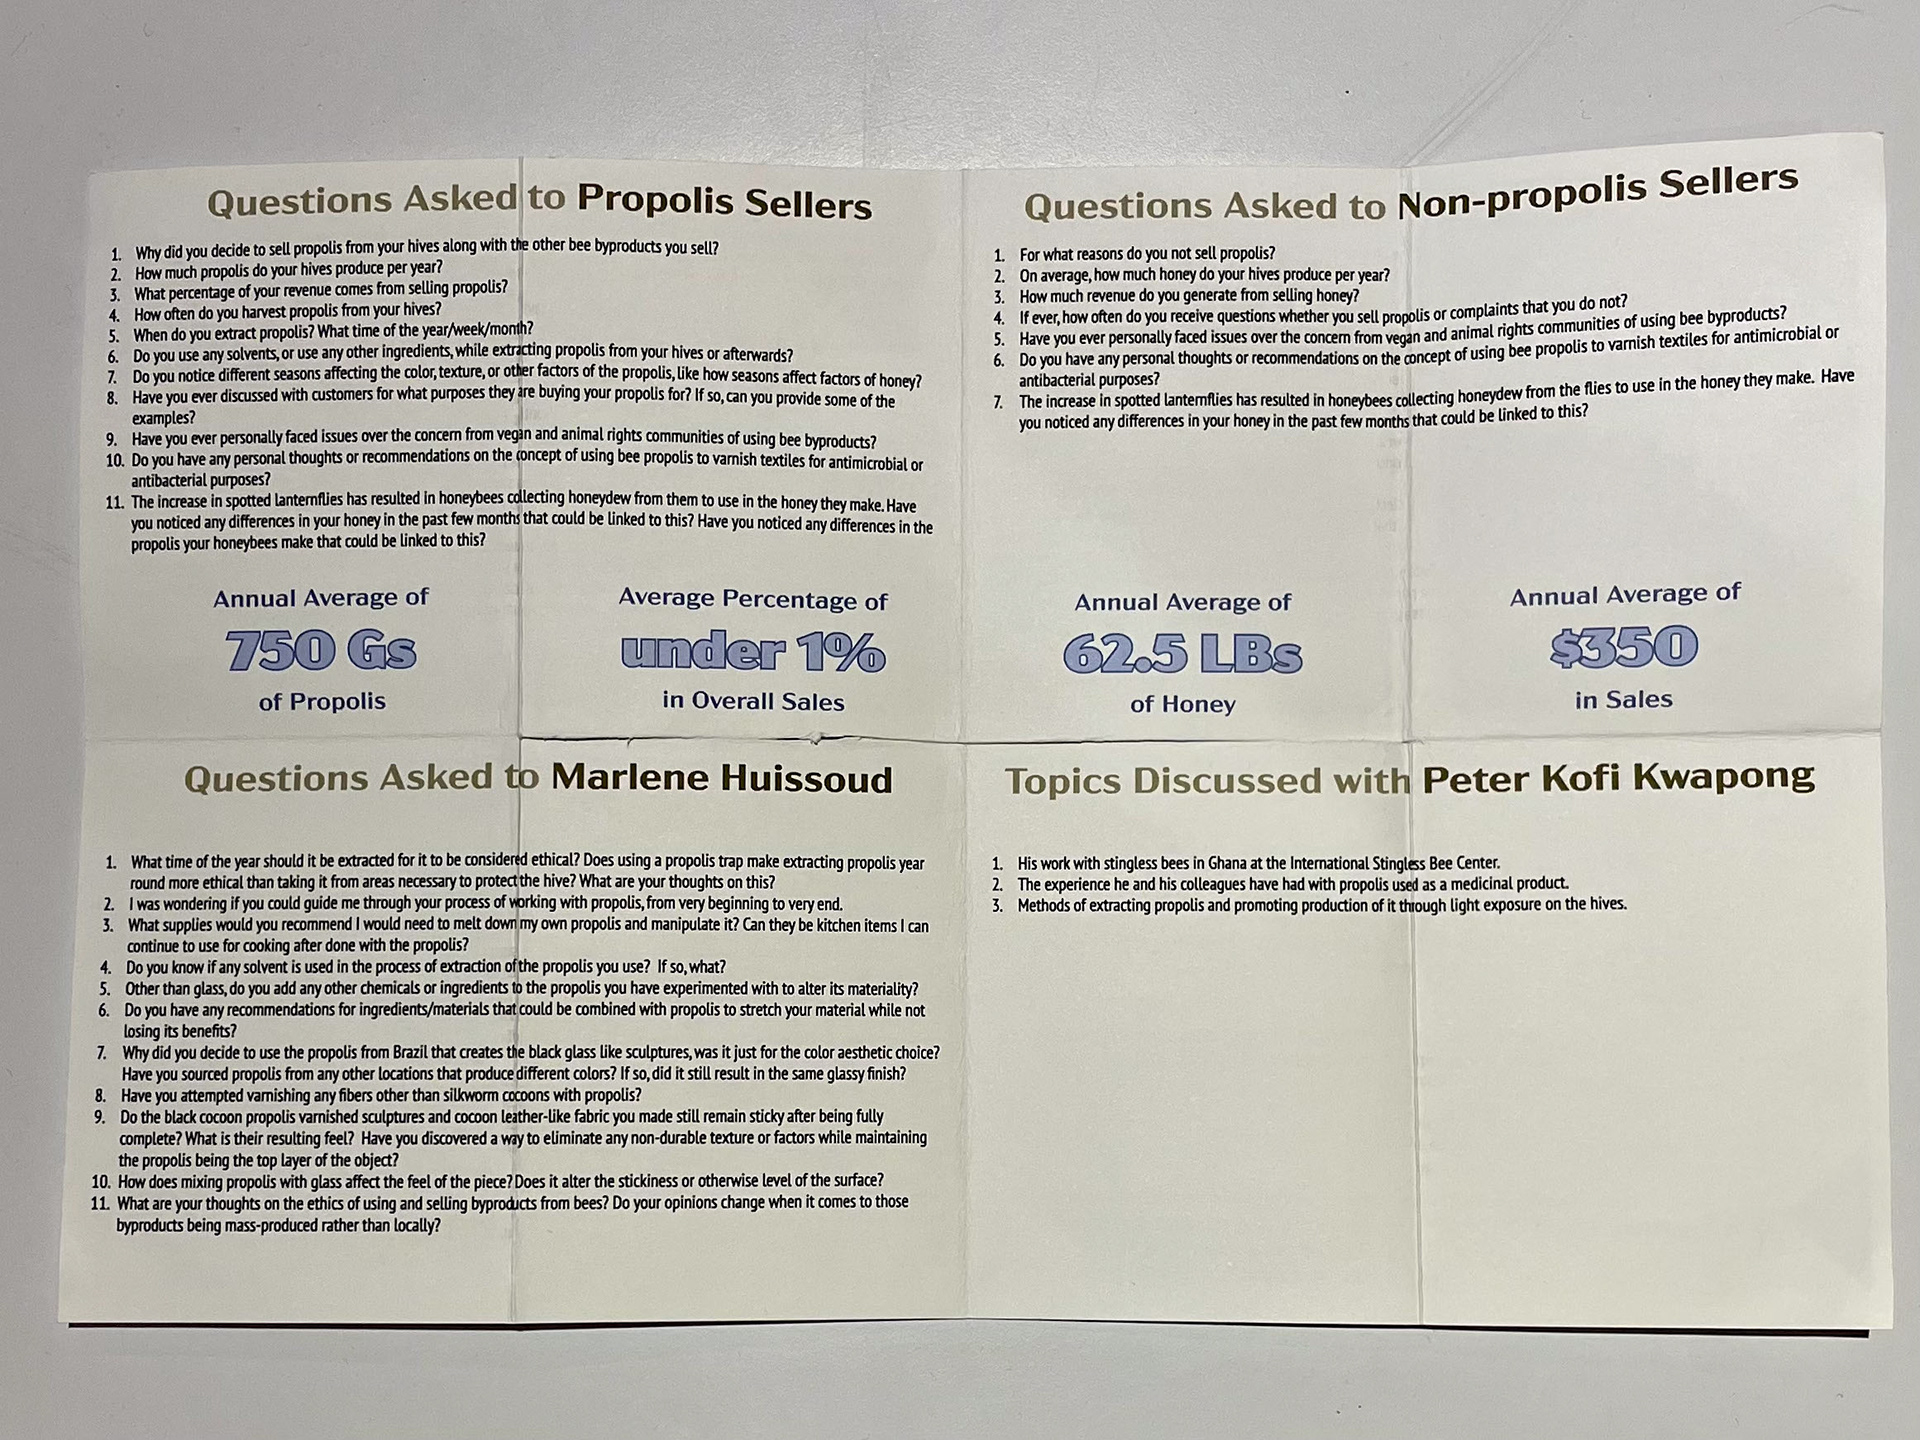 Questions Asked to Propolis Sellers
1. Why did you decide to sell propolis from your hives along with the other bee byproducts you sell?
2. How much propolis do your hives produce per year?
3. What percentage of your revenue comes from selling propolis?
4. How often do you harvest propolis from your hives?
5. When do you extract propolis? What time of the year/week/month?
6. Do you use any solvents, or use any other ingredients, while extracting propolis from your hives or afterwards?
7. Do you notice different seasons affecting the color, texture, or other factors of the propolis, like how seasons affect factors of honey?
8. Have you ever discussed with customers for what purposes they are buying your propolis for? If so, can you provide some of the
examples?
9. Have you ever personally faced issues over the concern from vegan and animal rights communities of using bee byproducts?
10. Do you have any personal thoughts or recommendations on the concept of using bee propolis to varnish textiles for antimicrobial or
antibacterial purposes?
11. The increase in spotted lanternflies has resulted in honeybees collecting honeydew from them to use in the honey they make. Have
you noticed any differences in your honey in the past few months that could be linked to this? Have you noticed any differences in the
propolis your honeybees make that could be linked to this?
Annual Average of
750 Gs
of Propolis
Average Percentage of
under 1%
in Overall Sales
Questions Asked to Non-propolis Sellers
1. For what reasons do you not sell propolis?
2. On average, how much honey do your hives produce per year?
3. How much revenue do you generate from selling honey?
4. If ever, how often do you receive questions whether you sell propolis or complaints that you do not?
5. Have you ever personally faced issues over the concern from vegan and animal rights communities of using bee byproducts?
6. Do you have any personal thoughts or recommendations on the concept of using bee propolis to varnish textiles for antimicrobial or
antibacterial purposes?
7. The increase in spotted lanternflies has resulted in honeybees collecting honeydew from the flies to use in the honey they make. Have
you noticed any differences in your honey in the past few months that could be linked to this?
Annual Average of
62.5 LBs
of Honey
Annual Average of
$350
in Sales
Questions Asked to Marlene Huissoud
1. What time of the year should it be extracted for it to be considered ethical? Does using a propolis trap make extracting propolis year
round more ethical than taking it from areas necessary to protect the hive? What are your thoughts on this?
2. I was wondering if you could guide me through your process of working with propolis, from very beginning to very end.
3. What supplies would you recommend I would need to melt down my own propolis and manipulate it? Can they be kitchen items I can
continue to use for cooking after done with the propolis?
4. Do you know if any solvent is used in the process of extraction of the propolis you use? If so, what?
5. Other than glass, do you add any other chemicals or ingredients to the propolis you have experimented with to alter its materiality?
6. Do you have any recommendations for ingredients/materials that could be combined with propolis to stretch your material while not
losing its benefits?
7. Why did you decide to use the propolis from Brazil that creates the black glass like sculptures, was it just for the color aesthetic choice?
Have you sourced propolis from any other locations that produce different colors? If so, did it still result in the same glassy finish?
8. Have you attempted varnishing any fibers other than silkworm cocoons with propolis?
9. Do the black cocoon propolis varnished sculptures and cocoon leather-like fabric you made still remain sticky after being fully
complete? What is their resulting feel? Have you discovered a way to eliminate any non-durable texture or factors while maintaining
the propolis being the top layer of the object?
10. How does mixing propolis with glass affect the feel of the piece? Does it alter the stickiness or otherwise level of the surface?
11. What are your thoughts on the ethics of using and selling byproducts from bees? Do your opinions change when it comes to those
byproducts being mass-produced rather than locally?
Topics Discussed with Peter Kofi Kwapong
1. His work with stingless bees in Ghana at the International Stingless Bee Center.
2. The experience he and his colleagues have had with propolis used as a medicinal product.
3. Methods of extracting propolis and promoting production of it through light exposure on the hives.